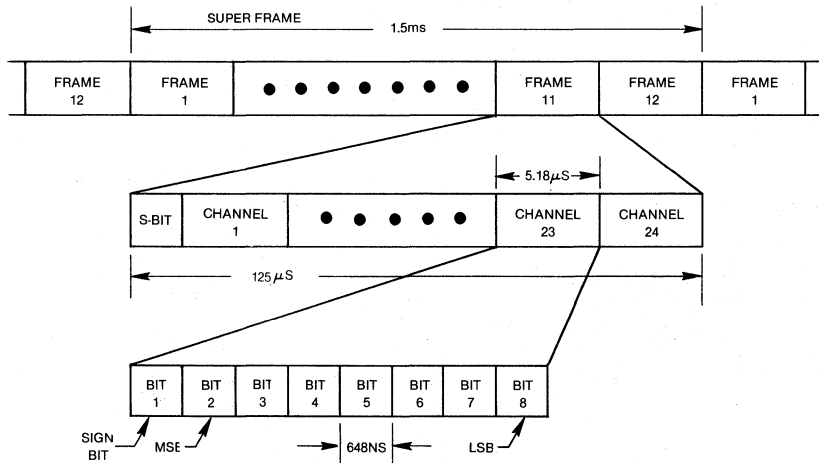 SUPER FRAME
1.5ms
FRAME 12
FRAME 1
FRAME 11
FRAME 12
FRAME 1
5.18μS
S-BIT
CHANNEL 1
CHANNEL 23
CHANNEL 24
125μS
BIT 1
BIT 2
BIT 3
BIT 4
BIT 5
BIT 6
BIT 7
BIT 8
SIGN BIT
MSB
648NS
LSB